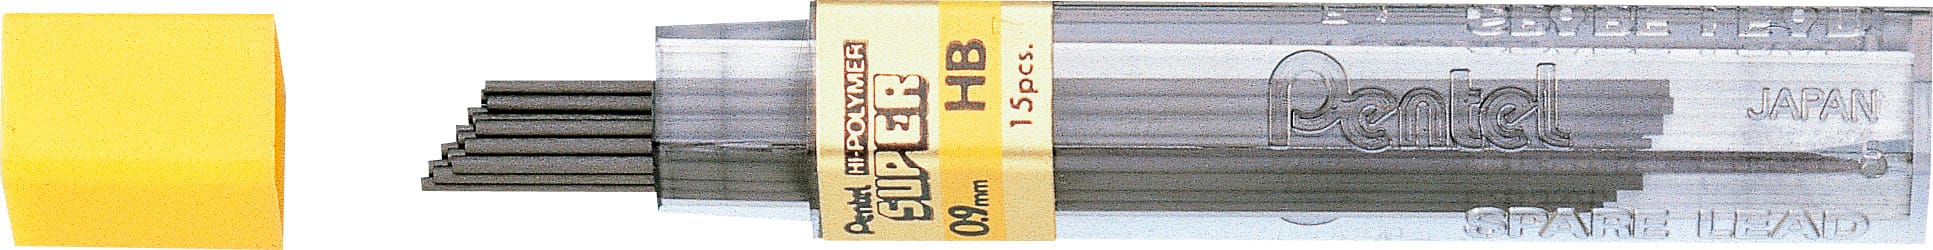 Pentel HI-POLYMER
SUPER
HB
0.9mm
15pcs.
Pentel
JAPAN
SPARE LEAD